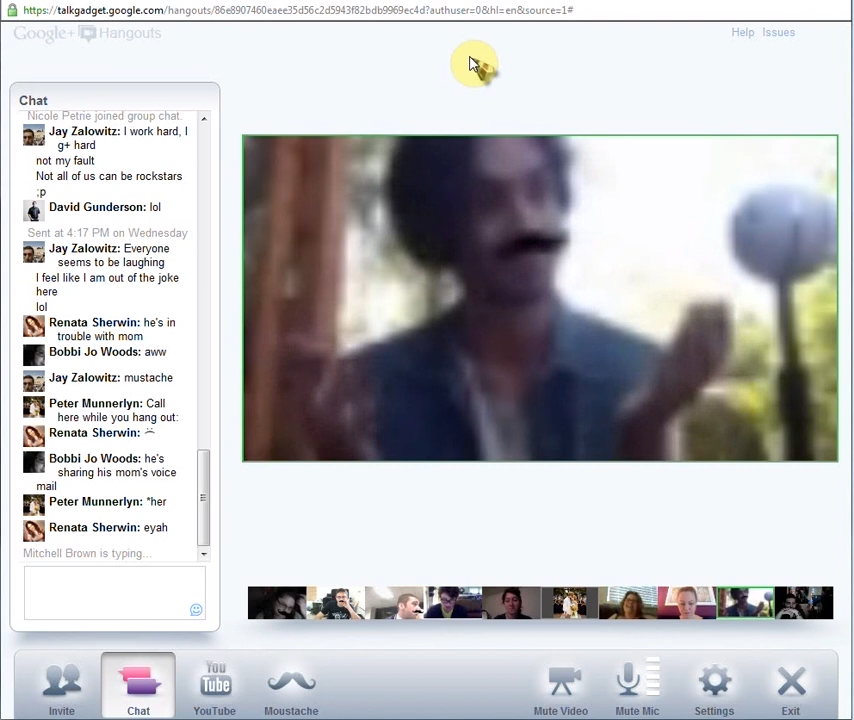 https://talkgadget.google.com/hangouts/86e8907460eaee35d56c2d5943f82bdb9969ec4d?authuser=0&hl=en&source=1#
Google+ Hangouts
Help Issues
Chat
Nicole Petrie joined group chat.
Jay Zalowitz: I work hard, I
g+ hard
not my fault
Not all of us can be rockstars
;p
David Gunderson: lol
Sent at 4:17 PM on Wednesday
Jay Zalowitz: Everyone
seems to be laughing
I feel like I am out of the joke
here
lol
Renata Sherwin: he's in
trouble with mom
Bobbi Jo Woods: aww
Jay Zalowitz: mustache
Peter Munnerlyn: Call
here while you hang out:
Renata Sherwin:
Bobbi Jo Woods: he's
sharing his mom's voice
mail
Peter Munnerlyn: *her
Renata Sherwin: eyah
Mitchell Brown is typing...
You
Tube
Invite
Chat
YouTube
Moustache
Mute Video
Mute Mic
Settings
Exit